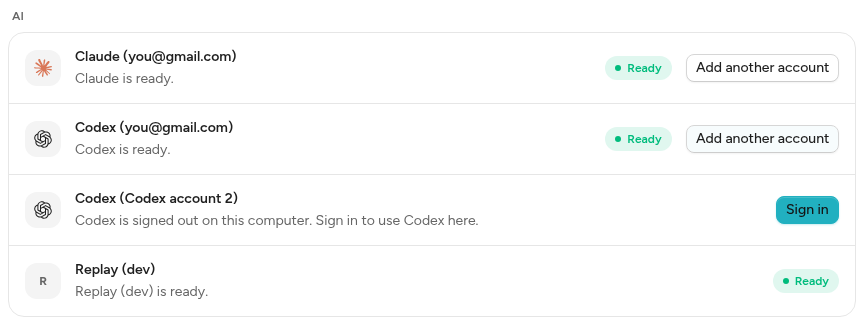 AI
Claude (you@gmail.com)
Claude is ready.
Ready
Add another account
Codex (you@gmail.com)
Codex is ready.
Ready
Add another account
Codex (Codex account 2)
Codex is signed out on this computer. Sign in to use Codex here.
Sign in
R
Replay (dev)
Replay (dev) is ready.
Ready